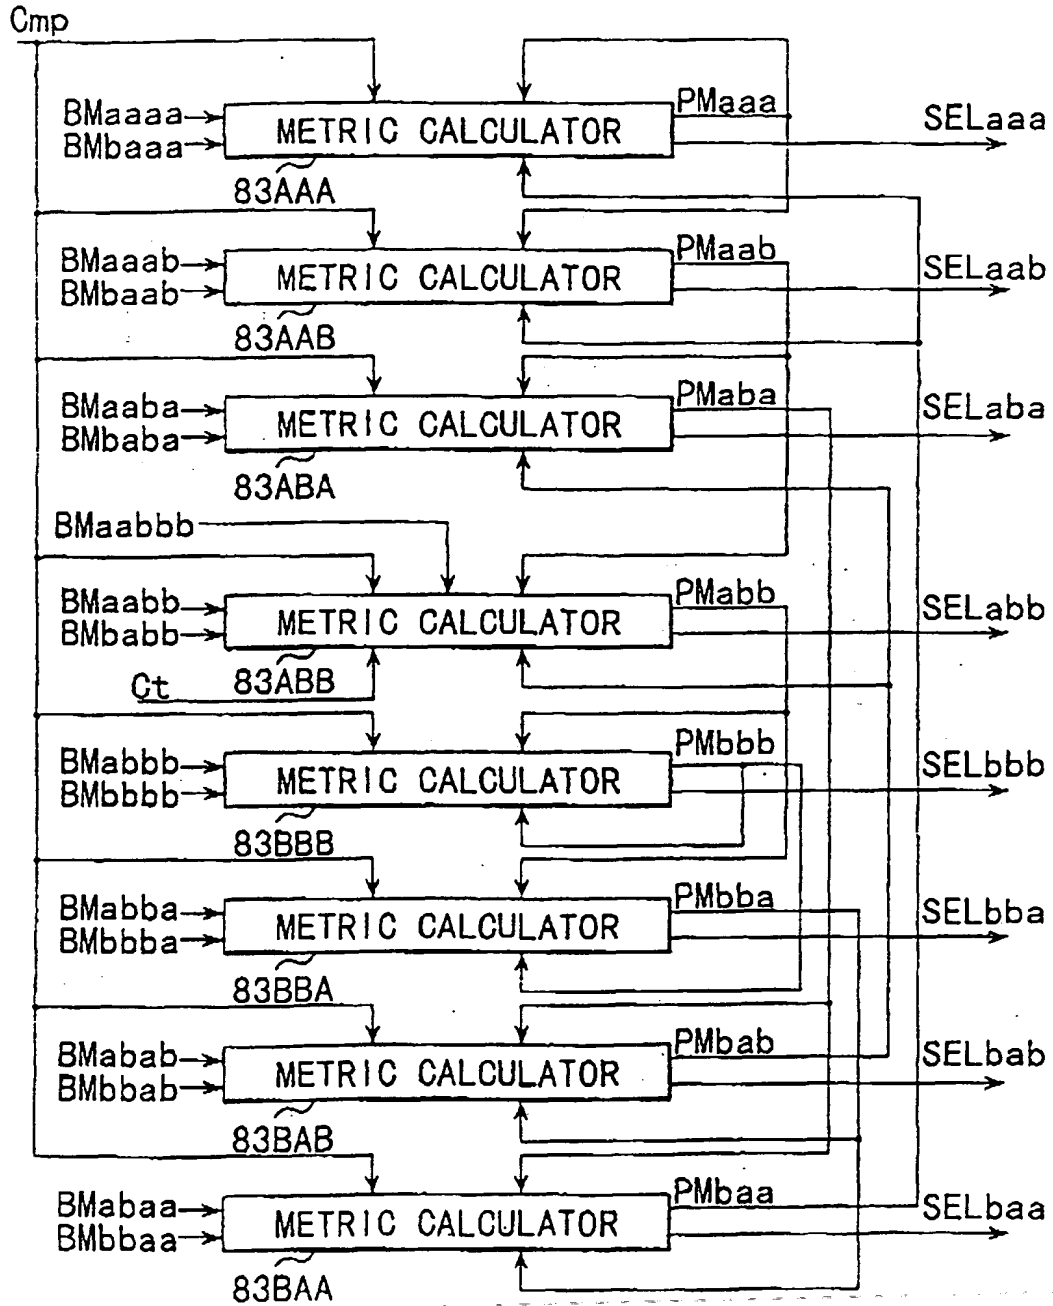 Cmp
BMaaaa
BMbaaa
METRIC CALCULATOR
PMaaa
SELaaa
83AAA
BMaaab
BMbaab
METRIC CALCULATOR
PMaab
SELaab
83AAB
BMaaba
BMbaba
METRIC CALCULATOR
PMaba
SELaba
83ABA
BMaabbb
BMaabb
BMbabb
METRIC CALCULATOR
PMabb
SELabb
83ABB
Ct
BMabbb
BMbbbb
METRIC CALCULATOR
PMbbb
SELbbb
83BBB
BMabba
BMbbba
METRIC CALCULATOR
PMbba
SELbba
83BBA
BMabab
BMbbab
METRIC CALCULATOR
PMbab
SELbab
83BAB
BMabaa
BMbbaa
METRIC CALCULATOR
PMbaa
SELbaa
83BAA